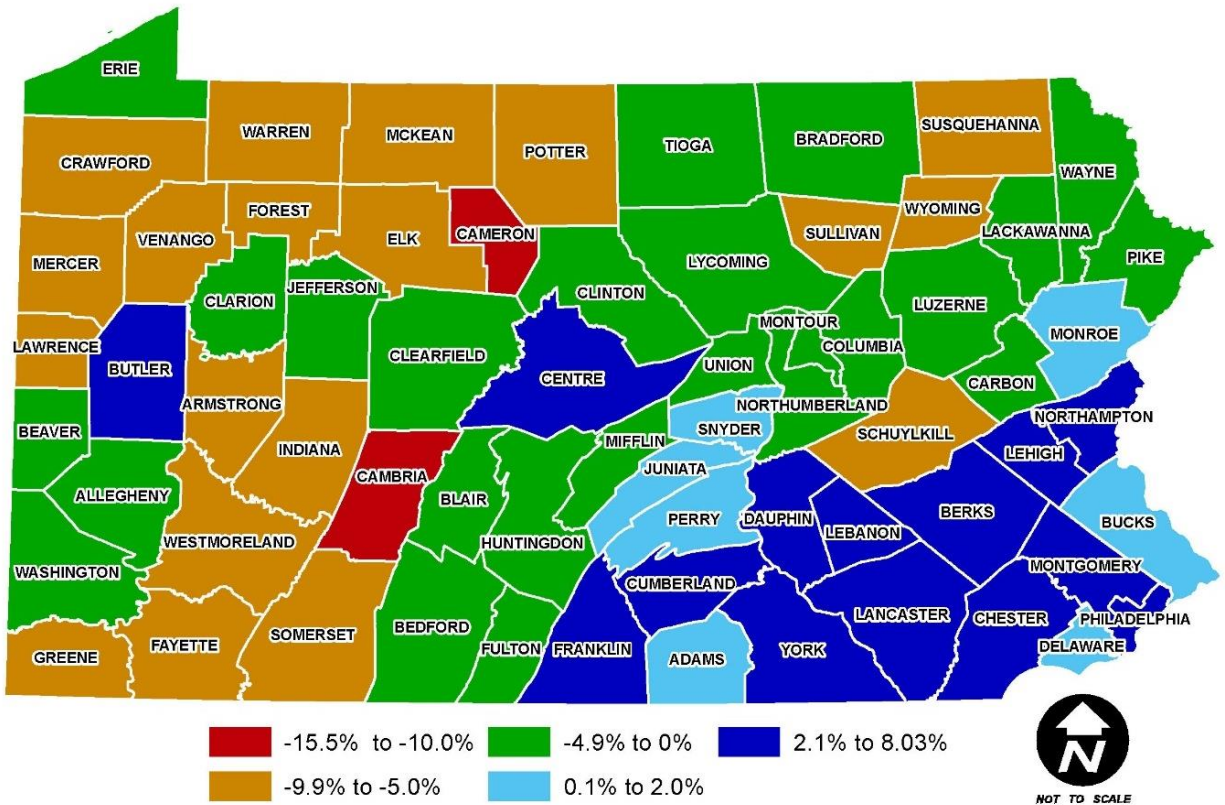 ERIE
WARREN
MCKEAN
POTTER
TIOGA
BRADFORD
SUSQUEHANNA
CRAWFORD
WAYNE
FOREST
WYOMING
VENANGO
ELK
CAMERON
SULLIVAN
LACKAWANNA
MERCER
LYCOMING
PIKE
CLARION
JEFFERSON
CLINTON
LUZERNE
MONTOUR
MONROE
LAWRENCE
CLEARFIELD
COLUMBIA
BUTLER
CENTRE
UNION
CARBON
ARMSTRONG
NORTHUMBERLAND
NORTHAMPTON
BEAVER
SNYDER
SCHUYLKILL
MIFFLIN
INDIANA
LEHIGH
CAMBRIA
JUNIATA
ALLEGHENY
BLAIR
BERKS
PERRY
DAUPHIN
BUCKS
LEBANON
WESTMORELAND
HUNTINGDON
MONTGOMERY
WASHINGTON
CUMBERLAND
LANCASTER
CHESTER
PHILADELPHIA
BEDFORD
SOMERSET
FAYETTE
FULTON
FRANKLIN
YORK
DELAWARE
GREENE
ADAMS
-15.5% to -10.0%
-4.9% to 0%
2.1% to 8.03%
-9.9% to -5.0%
0.1% to 2.0%
N
NOT TO SCALE